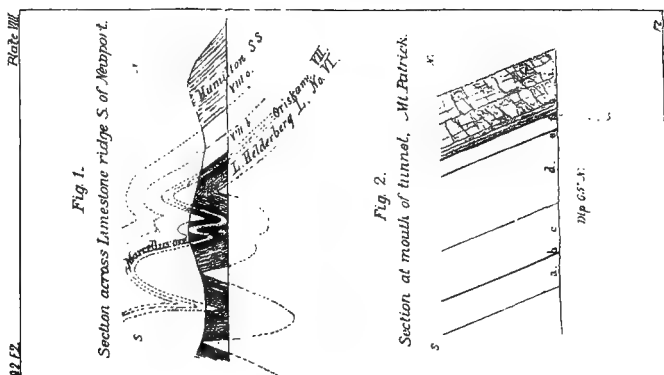 Plate VIII
Fig. 1.
Section across Limestone ridge S. of Newport.
S
Marcellus ore
Hamilton SS
VIII c.
VIII b
Oriskany VII.
L. Helderberg L. No. VI.
Fig. 2.
Section at mouth of tunnel, Mt. Patrick.
S
N.
a.
b
c
d.
e
S
Dip 65° N.